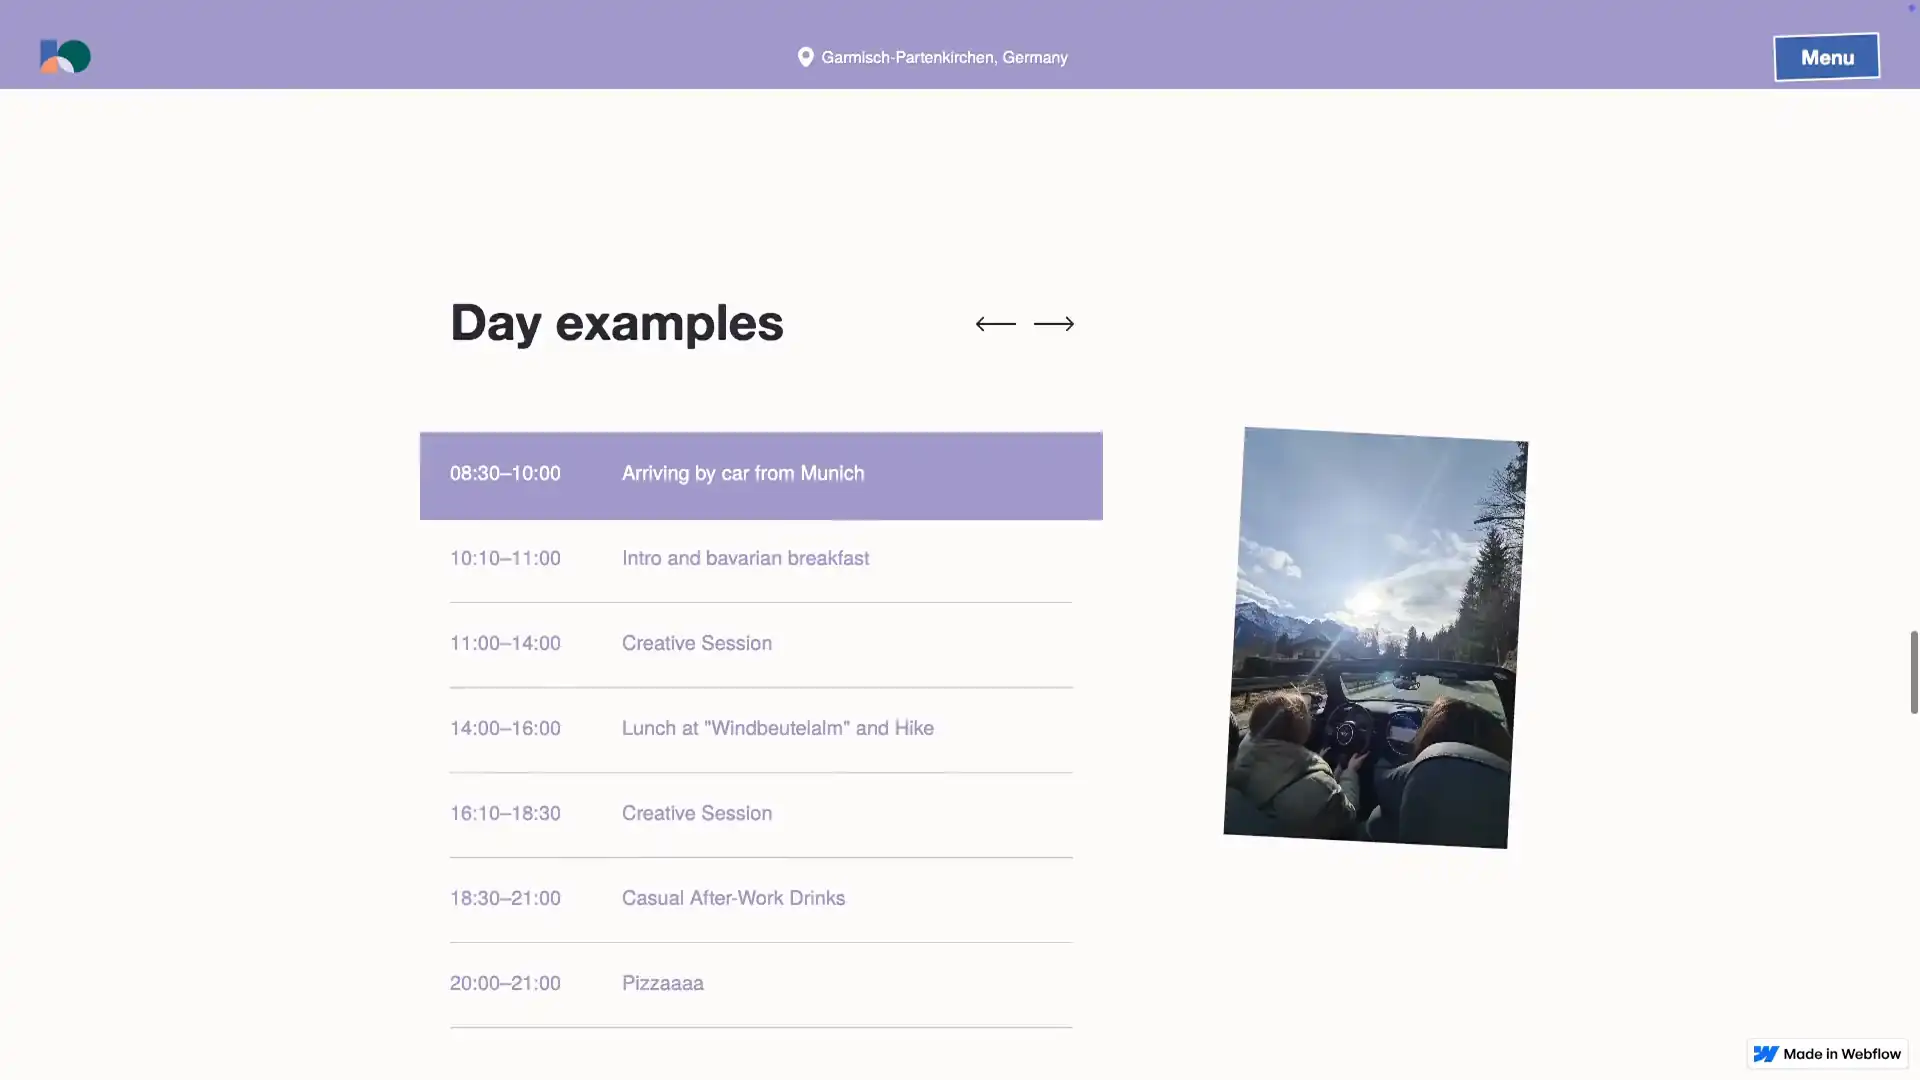 Garmisch-Partenkirchen, Germany
Menu
Day examples
08:30–10:00 Arriving by car from Munich
10:10–11:00 Intro and bavarian breakfast
11:00–14:00 Creative Session
14:00–16:00 Lunch at "Windbeutelalm" and Hike
16:10–18:30 Creative Session
18:30–21:00 Casual After-Work Drinks
20:00–21:00 Pizzaaaa
Made in Webflow